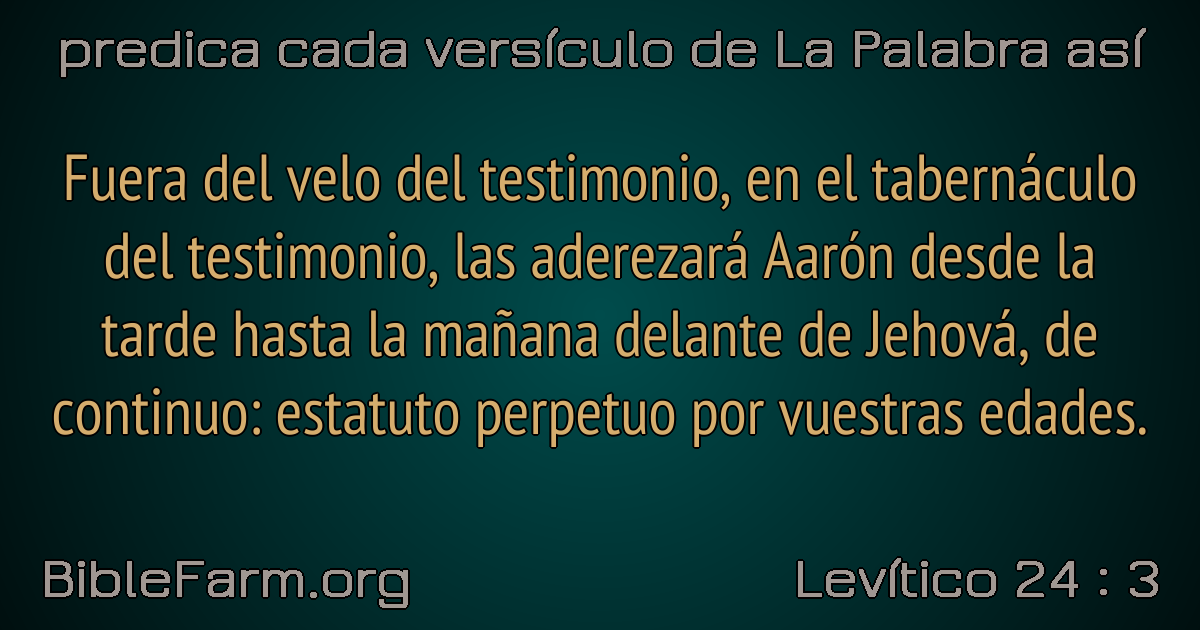 predica cada versículo de La Palabra así
Fuera del velo del testimonio, en el tabernáculo
del testimonio, las aderezará Aarón desde la
tarde hasta la mañana delante de Jehová, de
continuo: estatuto perpetuo por vuestras edades.
BibleFarm.org
Levítico 24 : 3